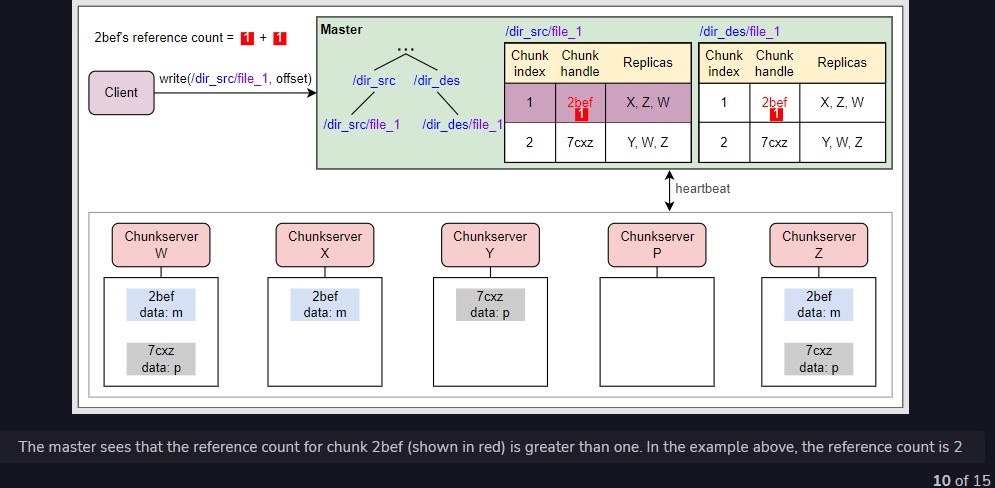 2bef's reference count = 1 + 1
Client
write(/dir_src/file_1, offset)
Master
...
/dir_src
/dir_des
/dir_src/file_1
/dir_des/file_1
/dir_src/file_1
Chunk index Chunk handle Replicas
1 2bef 1 X, Z, W
2 7cxz Y, W, Z
/dir_des/file_1
Chunk index Chunk handle Replicas
1 2bef 1 X, Z, W
2 7cxz Y, W, Z
heartbeat
Chunkserver
W
2bef
data: m
7cxz
data: p
Chunkserver
X
2bef
data: m
Chunkserver
Y
7cxz
data: p
Chunkserver
P
Chunkserver
Z
2bef
data: m
7cxz
data: p
The master sees that the reference count for chunk 2bef (shown in red) is greater than one. In the example above, the reference count is 2
10 of 15